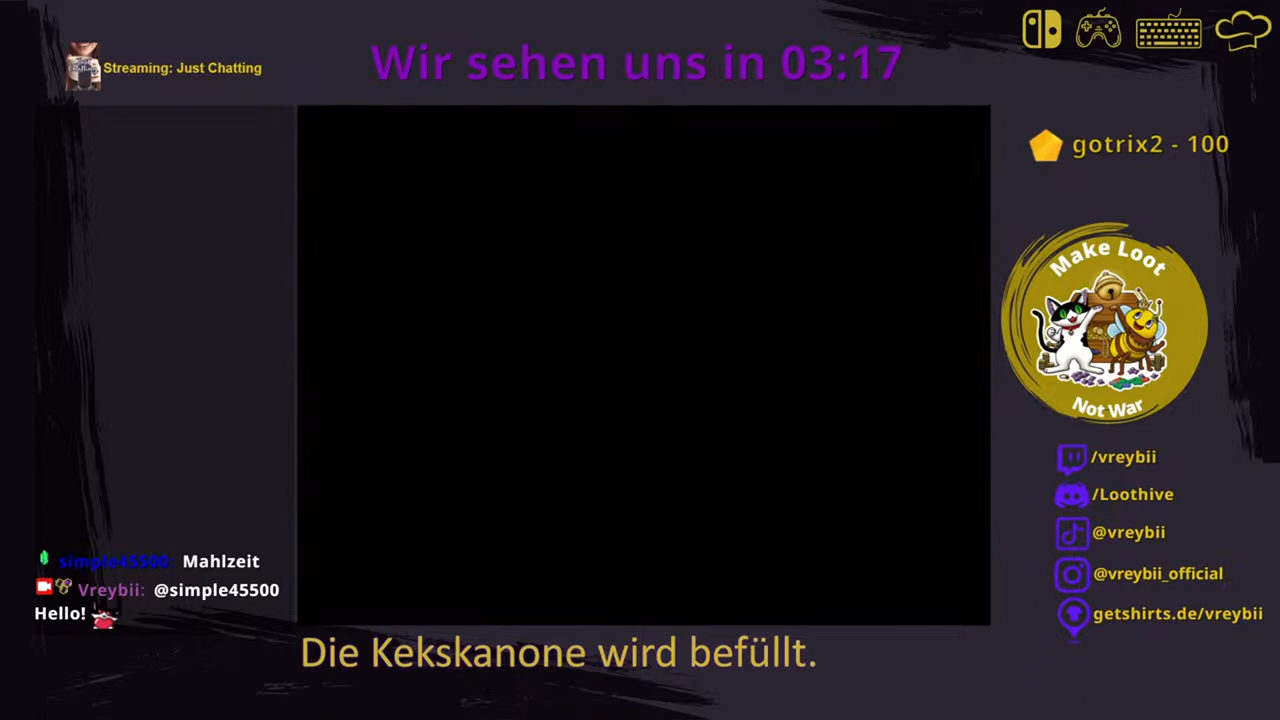 Streaming: Just Chatting
Wir sehen uns in 03:17
gotrix2 - 100
Make Loot
Not War
/vreybii
/Loothive
@vreybii
@vreybii_official
getshirts.de/vreybii
simple45500: Mahlzeit
Vreybii: @simple45500
Hello!
Die Kekskanone wird befüllt.